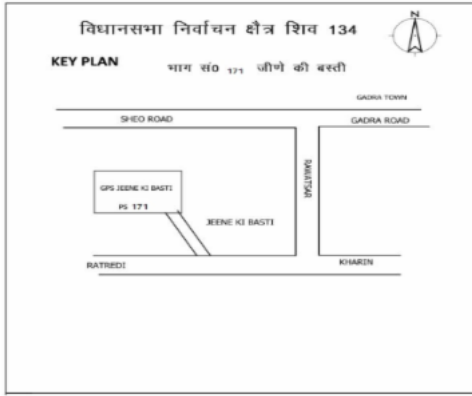 विधानसभा निर्वाचन क्षैत्र शिव 134
N
KEY PLAN
भाग सं0 171 जीणे की बस्ती
GADRA TOWN
SHEO ROAD
GADRA ROAD
RAWATSAR
GPS JEENE KI BASTI
PS 171
JEENE KI BASTI
RATREDI
KHARIN